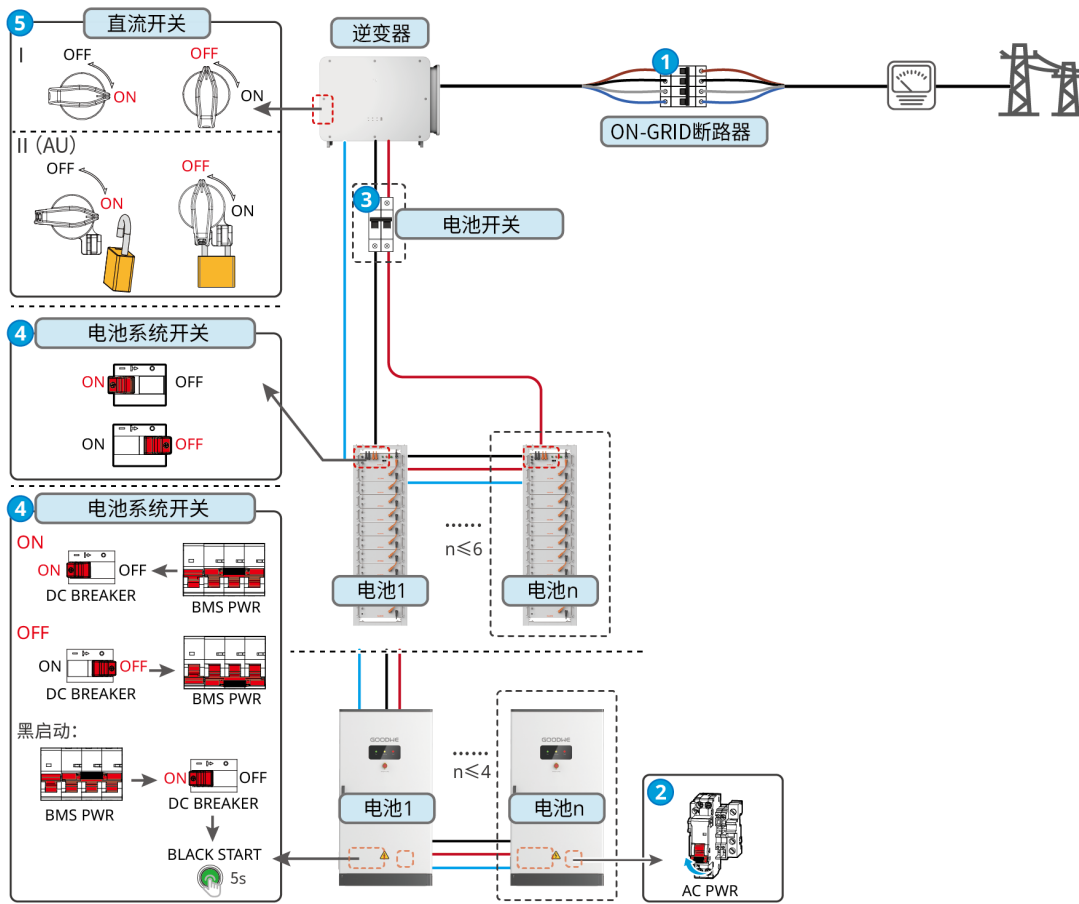 5
直流开关
I
OFF
ON
OFF
ON
II (AU)
OFF
ON
OFF
ON
逆变器
1
ON-GRID断路器
3
电池开关
4
电池系统开关
ON
OFF
ON
OFF
4
电池系统开关
ON
ON
OFF
DC BREAKER
BMS PWR
OFF
ON
OFF
DC BREAKER
BMS PWR
黑启动：
BMS PWR
ON
OFF
DC BREAKER
BLACK START
5s
······
n≤6
电池1
电池n
GOODWE
GOODWE
······
n≤4
电池1
电池n
2
AC PWR